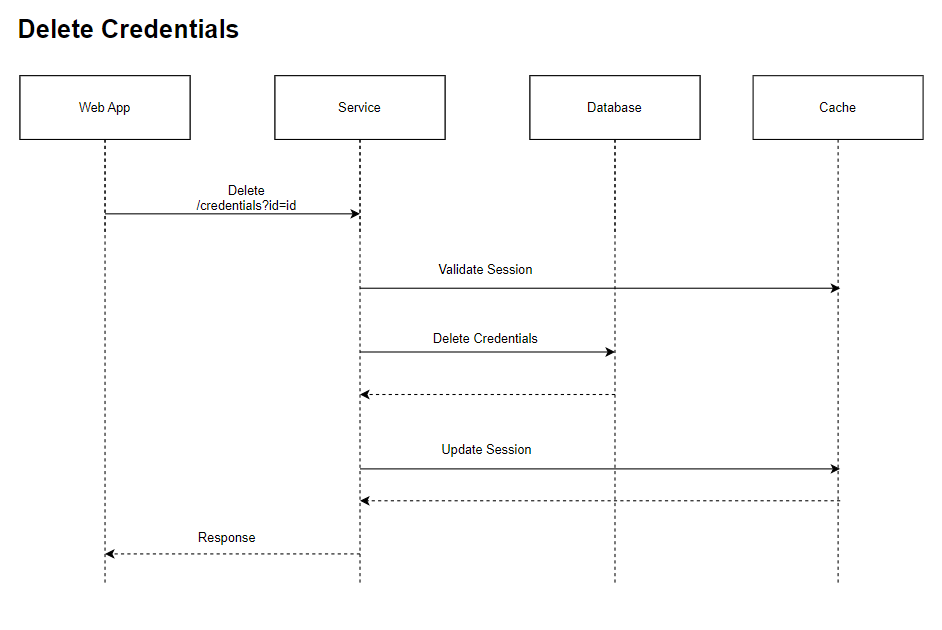 Delete Credentials
Web App
Service
Database
Cache
Delete
/credentials?id=id
Validate Session
Delete Credentials
Update Session
Response